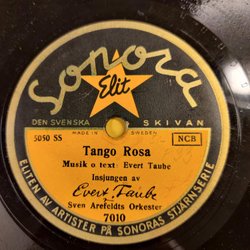 Sonora
Elit
DEN SVENSKA SKIVAN
5050 SS MADE IN SWEDEN NCB
Tango Rosa
Musik o text: Evert Taube
Insjungen av
Evert Taube
Sven Arefeldts Orkester
7010
ELITEN AV ARTISTER PÅ SONORAS STJÄRNSERIE